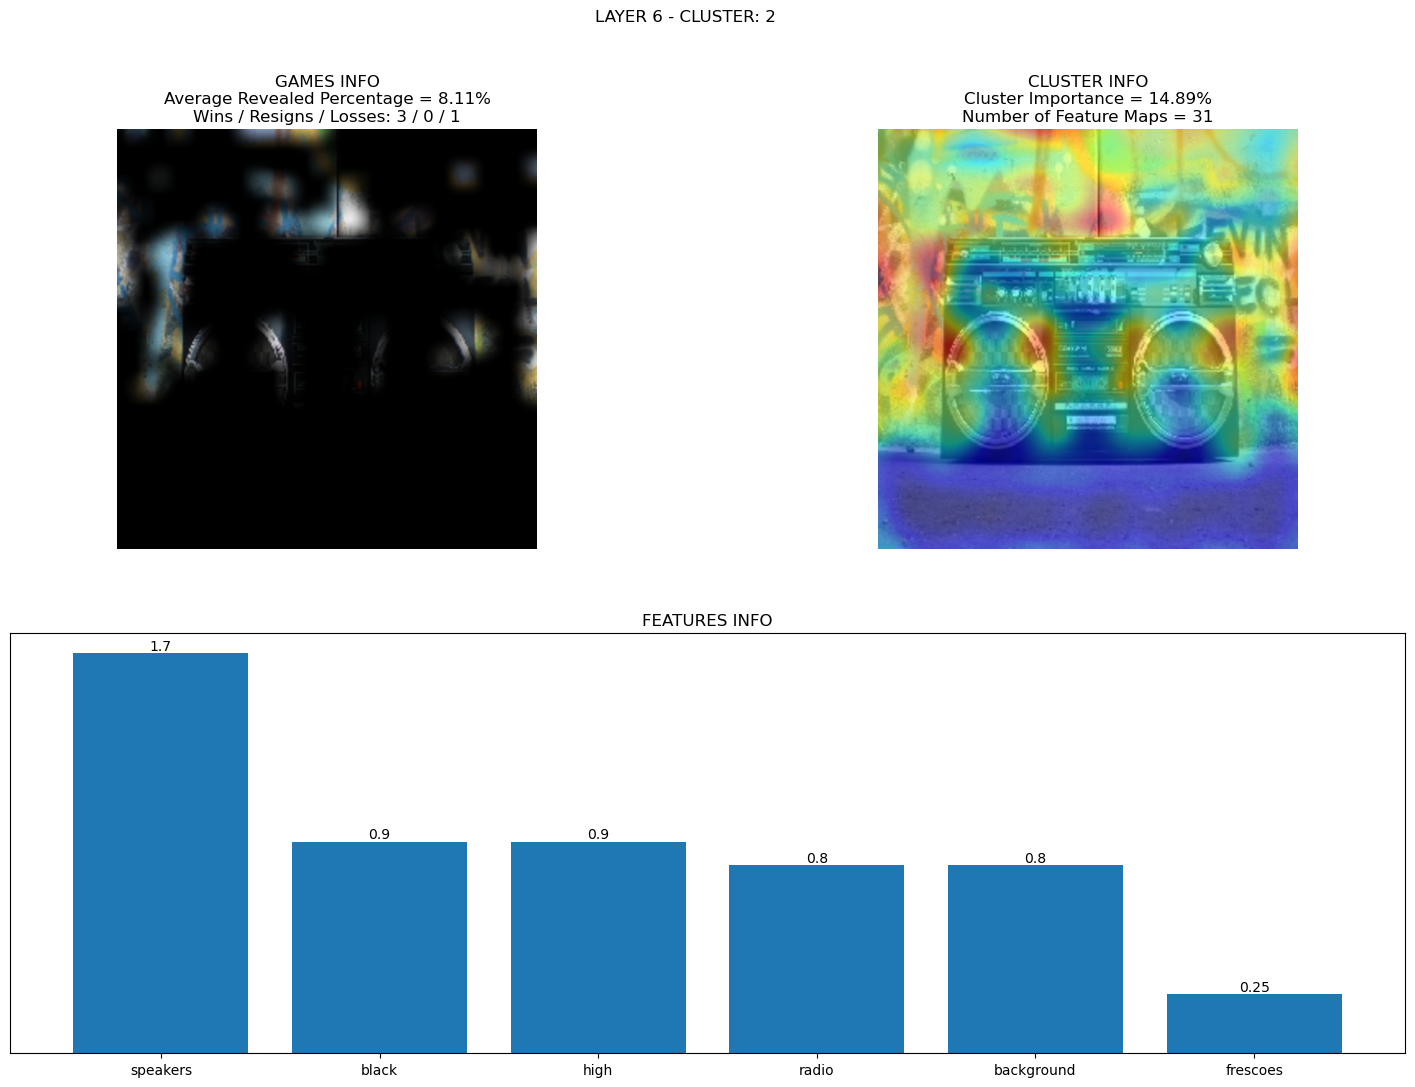 LAYER 6 - CLUSTER: 2
GAMES INFO
Average Revealed Percentage = 8.11%
Wins / Resigns / Losses: 3 / 0 / 1
CLUSTER INFO
Cluster Importance = 14.89%
Number of Feature Maps = 31
EVIN
ECH
FEATURES INFO
1.7
0.9
0.9
0.8
0.8
0.25
speakers
black
high
radio
background
frescoes